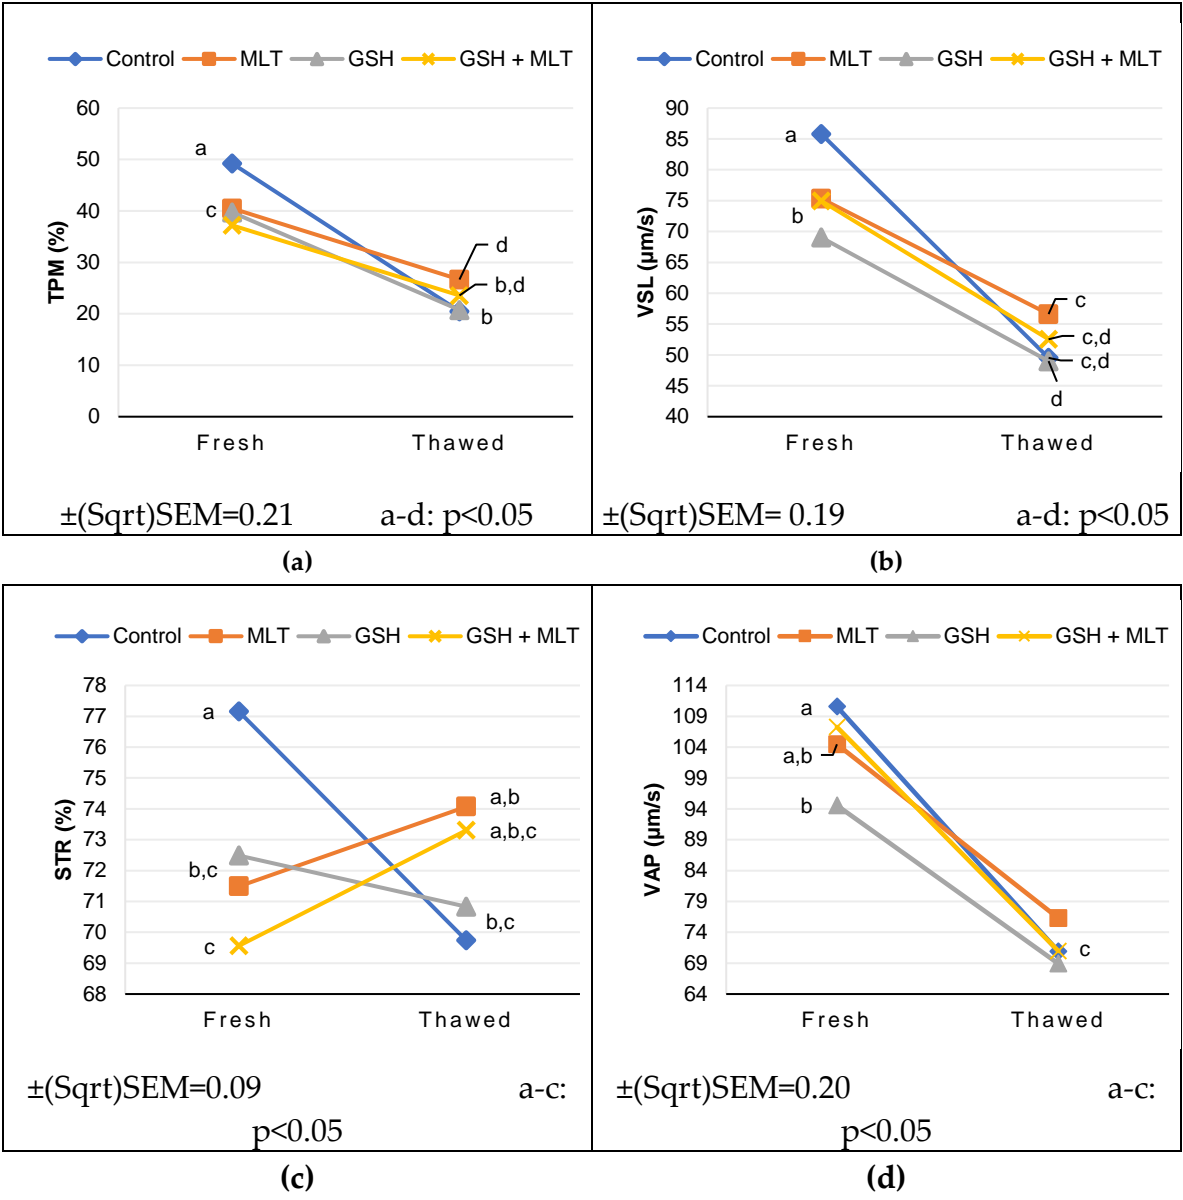 Control MLT GSH GSH + MLT
TPM (%)
60
50
40
30
20
10
0
a
c
d
b,d
b
Fresh Thawed
±(Sqrt)SEM=0.21 a-d: p<0.05
(a)
Control MLT GSH GSH + MLT
VSL (µm/s)
90
85
80
75
70
65
60
55
50
45
40
a
b
c
c,d
c,d
d
Fresh Thawed
±(Sqrt)SEM= 0.19 a-d: p<0.05
(b)
Control MLT GSH GSH + MLT
STR (%)
78
77
76
75
74
73
72
71
70
69
68
a
b,c
c
a,b
a,b,c
b,c
Fresh Thawed
±(Sqrt)SEM=0.09 a-c:
p<0.05
(c)
Control MLT GSH GSH + MLT
VAP (µm/s)
114
109
104
99
94
89
84
79
74
69
64
a
a,b
b
c
Fresh Thawed
±(Sqrt)SEM=0.20 a-c:
p<0.05
(d)